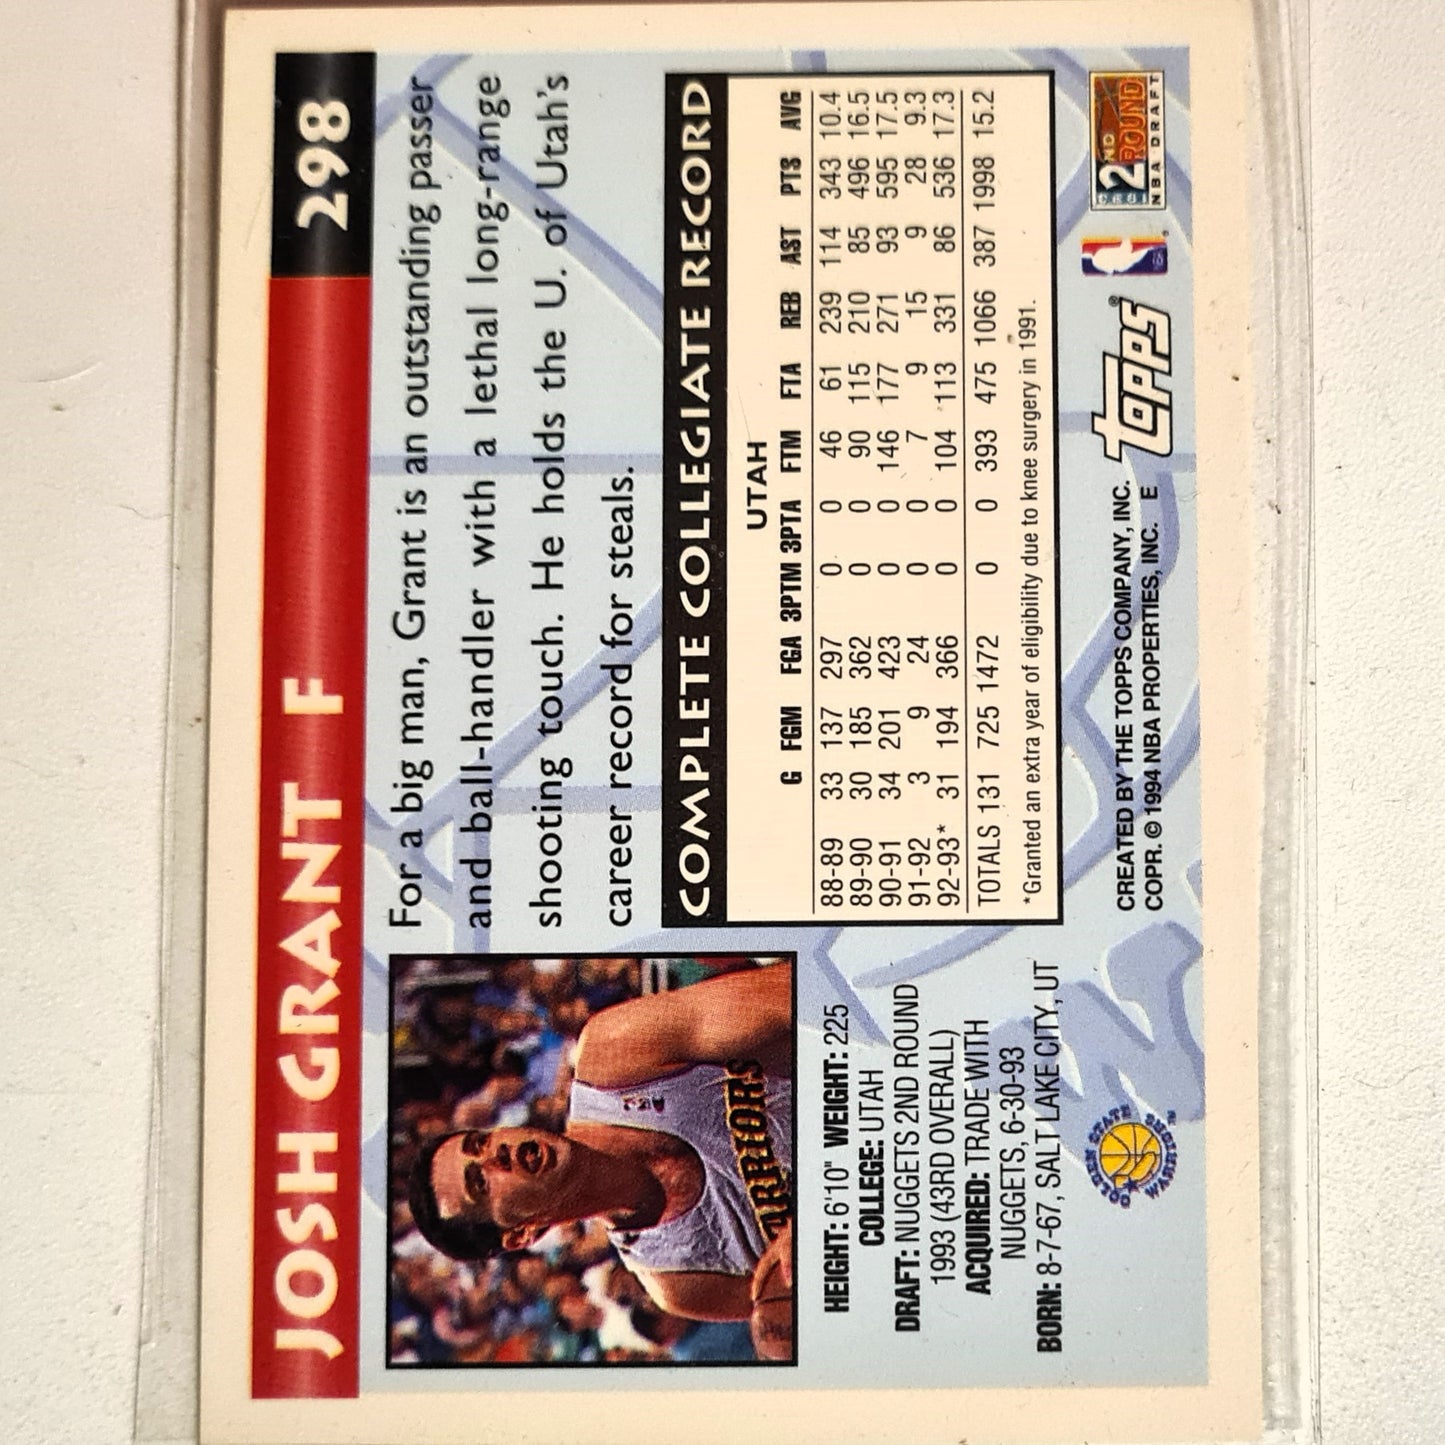 JOSH GRANT F 298
For a big man, Grant is an outstanding passer
and ball-handler with a lethal long-range
shooting touch. He holds the U. of Utah's
career record for steals.
COMPLETE COLLEGIATE RECORD
UTAH
G FGM FGA 3PTM 3PTA FTM FTA REB AST PTS AVG
88-89 33 137 297 0 0 46 61 239 114 343 10.4
89-90 30 185 362 0 0 90 115 210 85 496 16.5
90-91 34 201 423 0 0 146 177 271 93 595 17.5
91-92 3 9 24 0 0 7 9 15 9 28 9.3
92-93* 31 194 366 0 0 104 113 331 86 536 17.3
TOTALS 131 725 1472 0 0 393 475 1066 387 1998 15.2
*Granted an extra year of eligibility due to knee surgery in 1991.
WARRIORS
HEIGHT: 6'10" WEIGHT: 225
COLLEGE: UTAH
DRAFT: NUGGETS 2ND ROUND
1993 (43RD OVERALL)
ACQUIRED: TRADE WITH
NUGGETS, 6-30-93
BORN: 8-7-67, SALT LAKE CITY, UT
GOLDEN STATE
WARRIORS
CREATED BY THE TOPPS COMPANY, INC.
COPR. © 1994 NBA PROPERTIES, INC. E
TOPPS®
2ND
ROUND
NBA DRAFT